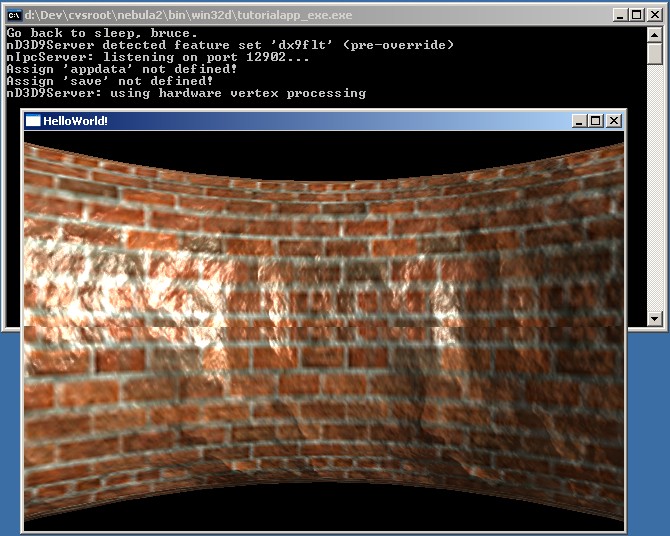 d:\Dev\cvsroot\nebula2\bin\win32d\tutorialapp_exe.exe
Go back to sleep, bruce.
nD3D9Server detected feature set 'dx9flt' (pre-override)
nIpcServer: listening on port 12902...
Assign 'appdata' not defined!
Assign 'save' not defined!
nD3D9Server: using hardware vertex processing
HelloWorld!